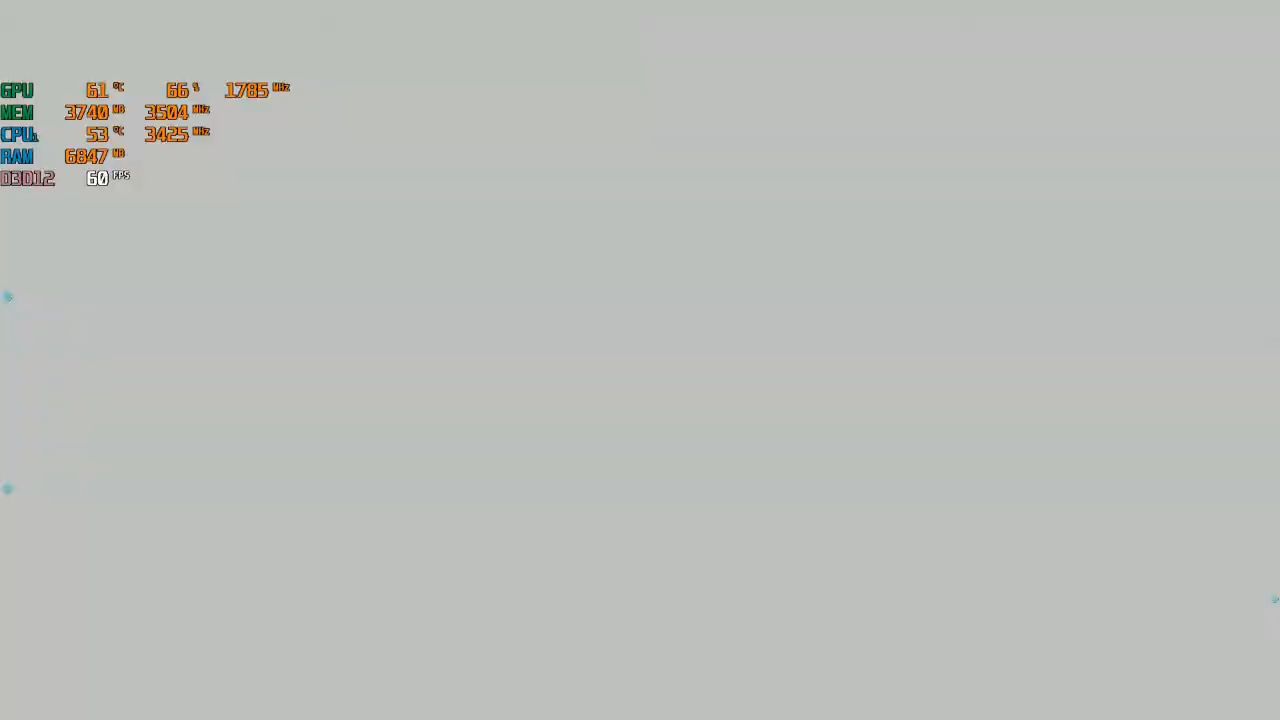 GPU 61 °C 66 % 1785 MHz
MEM 3740 MB 3504 MHz
CPU1 53 °C 3425 MHz
RAM 6847 MB
D3D12 60 FPS